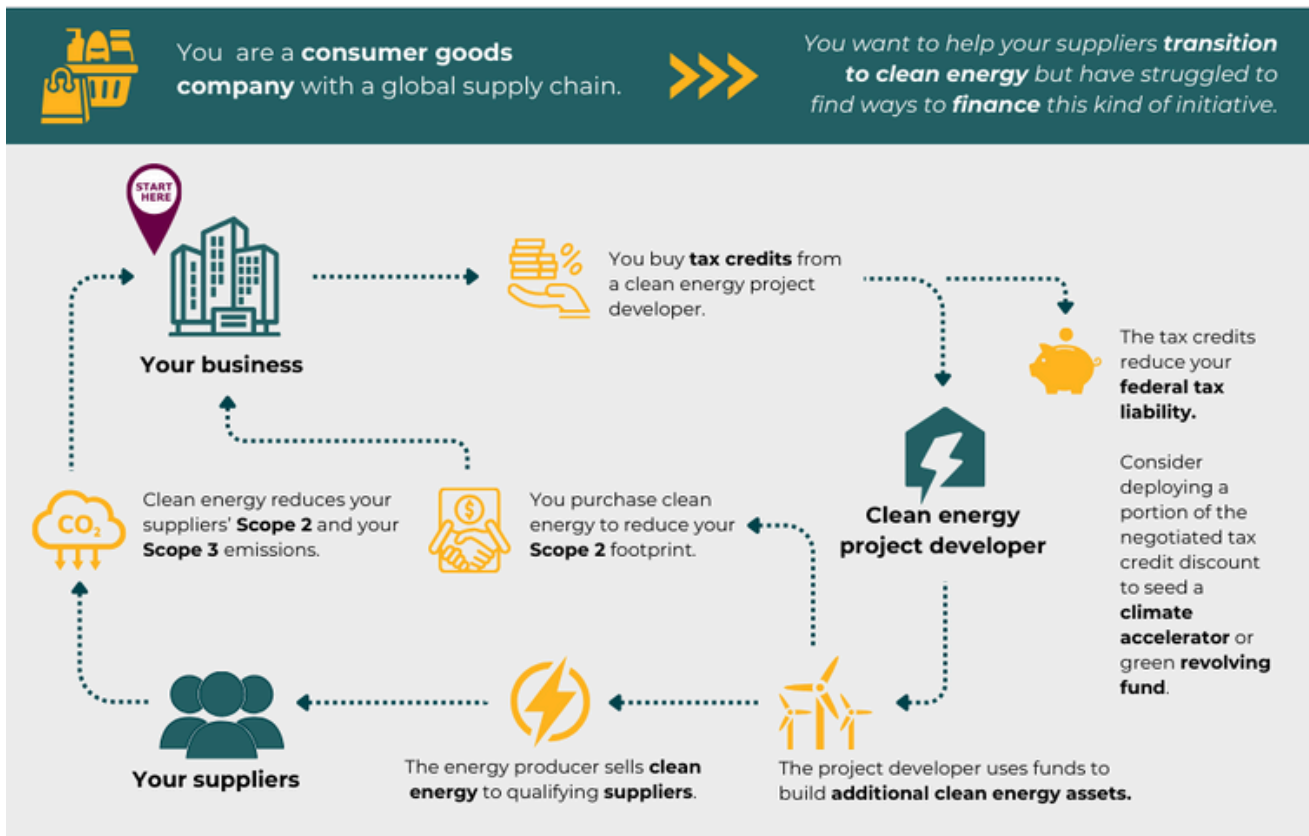 You are a consumer goods
company with a global supply chain.
You want to help your suppliers transition
to clean energy but have struggled to
find ways to finance this kind of initiative.
START
HERE
Your business
%
You buy tax credits from
a clean energy project
developer.
The tax credits
reduce your
federal tax
liability.
Consider
deploying a
portion of the
negotiated tax
credit discount
to seed a
climate
accelerator or
green revolving
fund.
Clean energy
project developer
$
You purchase clean
energy to reduce your
Scope 2 footprint.
CO₂
Clean energy reduces your
suppliers' Scope 2 and your
Scope 3 emissions.
Your suppliers
The energy producer sells clean
energy to qualifying suppliers.
The project developer uses funds to
build additional clean energy assets.